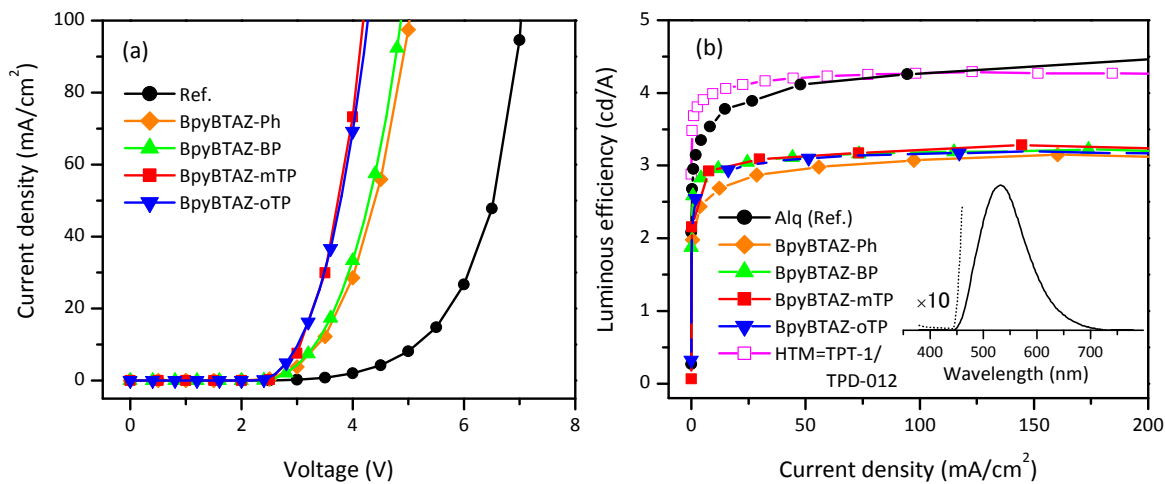 (a)
Ref.
BpyBTAZ-Ph
BpyBTAZ-BP
BpyBTAZ-mTP
BpyBTAZ-oTP
100
80
60
40
20
0
Current density (mA/cm²)
0 2 4 6 8
Voltage (V)
(b)
Alq (Ref.)
BpyBTAZ-Ph
BpyBTAZ-BP
BpyBTAZ-mTP
BpyBTAZ-oTP
HTM=TPT-1/
TPD-012
×10
400 500 600 700
Wavelength (nm)
5
4
3
2
1
0
Luminous efficiency (cd/A)
0 50 100 150 200
Current density (mA/cm²)